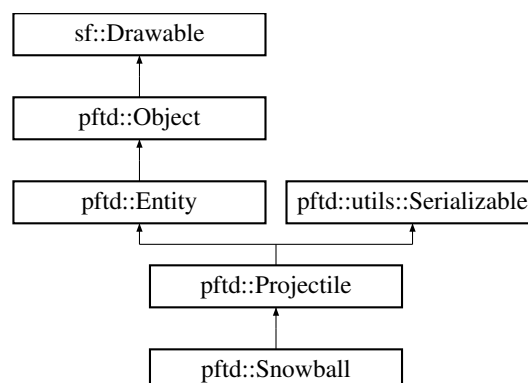 sf::Drawable
pftd::Object
pftd::Entity
pftd::utils::Serializable
pftd::Projectile
pftd::Snowball